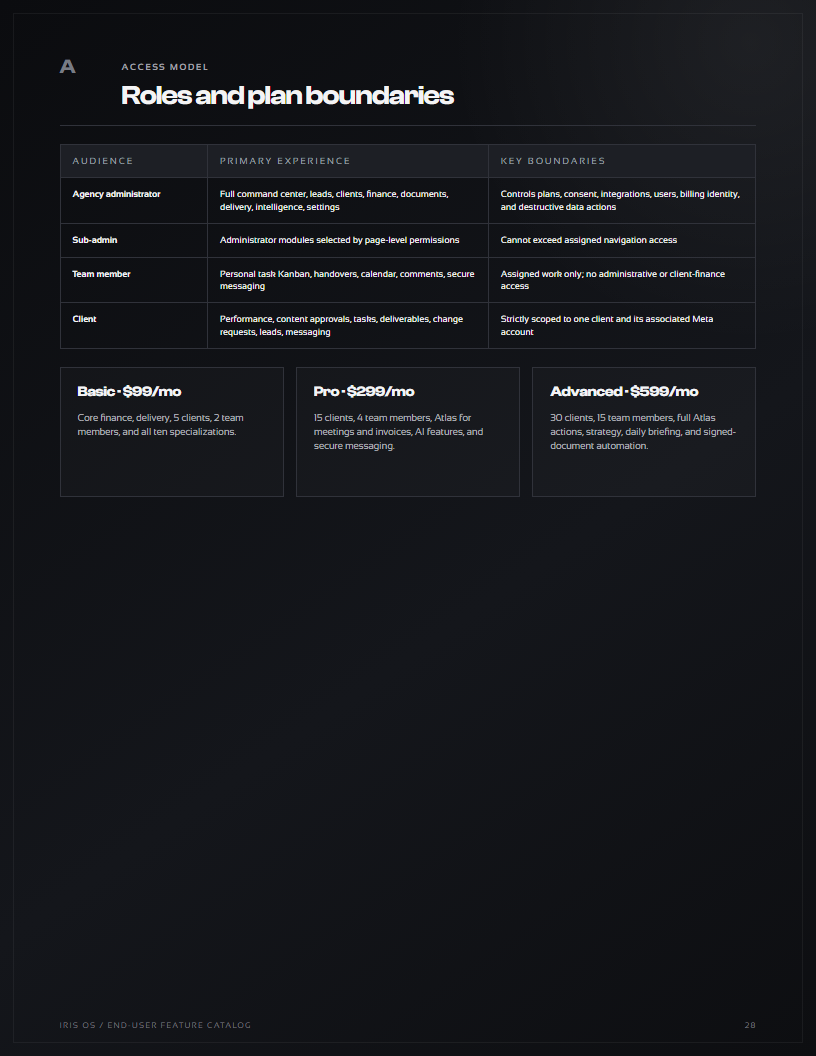 A
ACCESS MODEL
Roles and plan boundaries
AUDIENCE
PRIMARY EXPERIENCE
KEY BOUNDARIES
Agency administrator
Full command center, leads, clients, finance, documents,
delivery, intelligence, settings
Controls plans, consent, integrations, users, billing identity,
and destructive data actions
Sub-admin
Administrator modules selected by page-level permissions
Cannot exceed assigned navigation access
Team member
Personal task Kanban, handovers, calendar, comments, secure
messaging
Assigned work only; no administrative or client-finance
access
Client
Performance, content approvals, tasks, deliverables, change
requests, leads, messaging
Strictly scoped to one client and its associated Meta
account
Basic · $99/mo
Core finance, delivery, 5 clients, 2 team
members, and all ten specializations.
Pro · $299/mo
15 clients, 4 team members, Atlas for
meetings and invoices, AI features, and
secure messaging.
Advanced · $599/mo
30 clients, 15 team members, full Atlas
actions, strategy, daily briefing, and signed-
document automation.
IRIS OS / END-USER FEATURE CATALOG
28